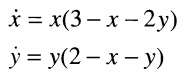 ẋ = x(3 − x − 2y)
ẏ = y(2 − x − y)